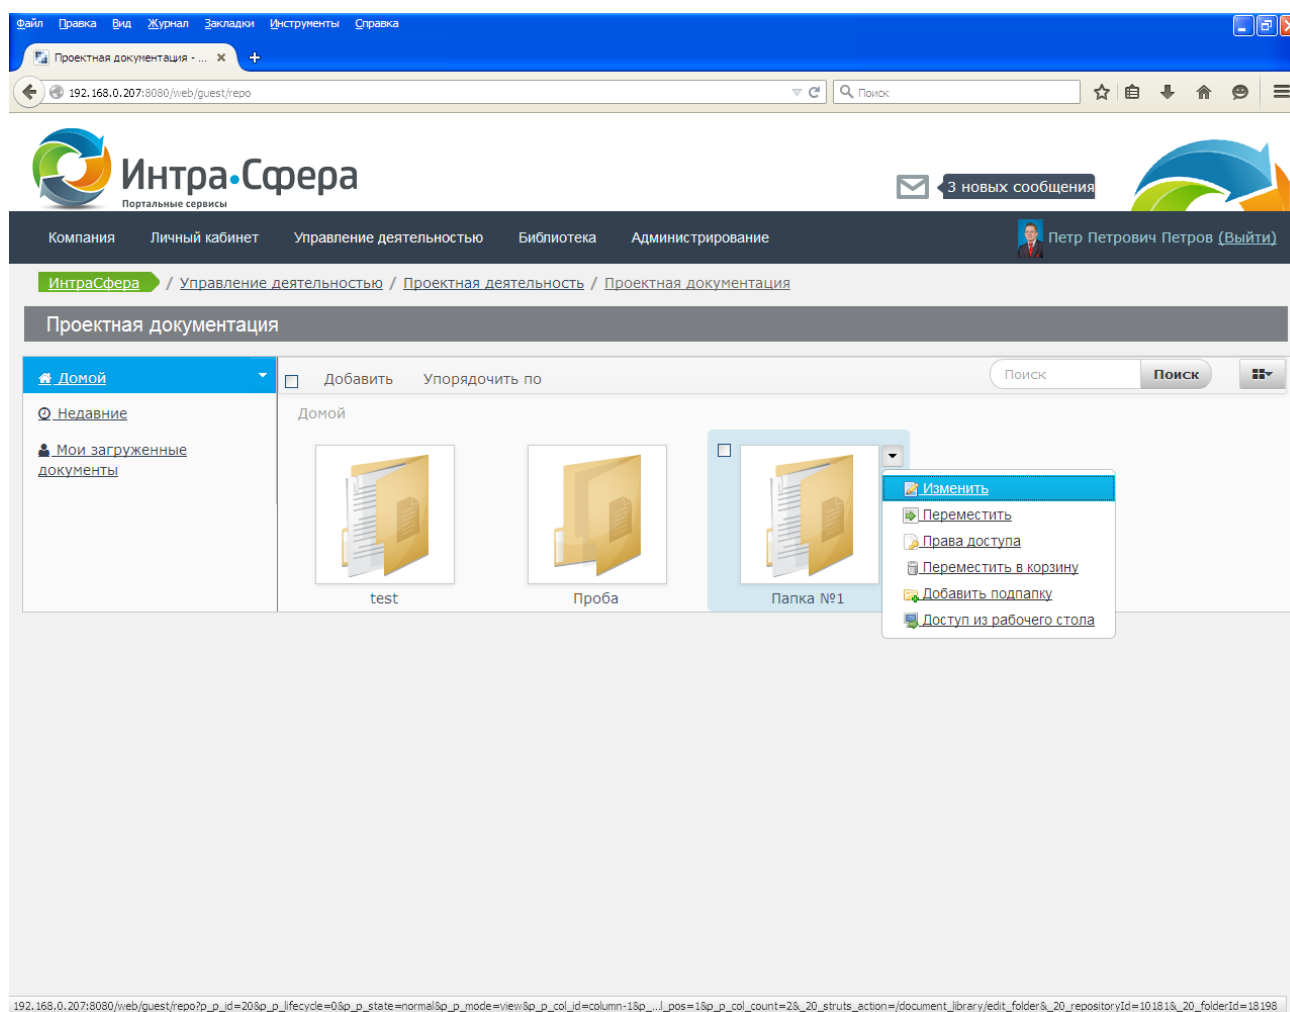 Файл Правка Вид Журнал Закладки Инструменты Справка
Проектная документация - ...
192.168.0.207:8080/web/guest/repo
Поиск
Интра•Сфера
Портальные сервисы
3 новых сообщения
Компания Личный кабинет Управление деятельностью Библиотека Администрирование Петр Петрович Петров (Выйти)
ИнтраСфера / Управление деятельностью / Проектная деятельность / Проектная документация
Проектная документация
Домой
Недавние
Мои загруженные
документы
Добавить Упорядочить по Поиск Поиск
Домой
test
Проба
Папка №1
Изменить
Переместить
Права доступа
Переместить в корзину
Добавить подпапку
Доступ из рабочего стола
192.168.0.207:8080/web/guest/repo?p_p_id=20&p_p_lifecycle=0&p_p_state=normal&p_p_mode=view&p_p_col_id=column-1&p_...l_pos=1&p_p_col_count=2&_20_struts_action=/document_library/edit_folder&_20_repositoryId=10181&_20_folderId=18198